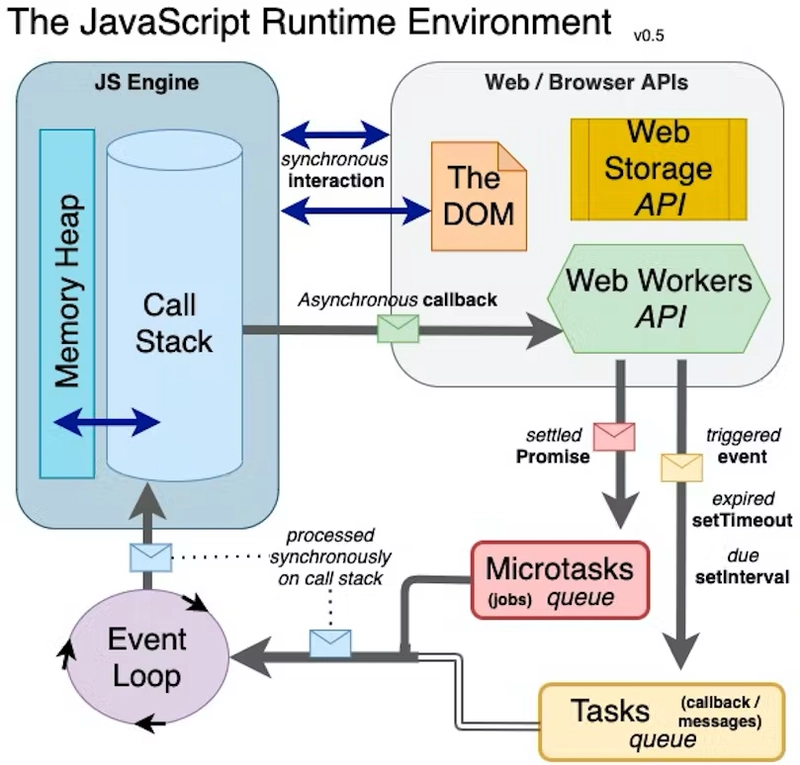 The JavaScript Runtime Environment
v0.5
JS Engine
Memory Heap
Call
Stack
synchronous
interaction
Web / Browser APIs
The
DOM
Web
Storage
API
Asynchronous callback
Web Workers
API
settled
Promise
triggered
event
expired
setTimeout
due
setInterval
processed
synchronously
on call stack
Microtasks
(jobs) queue
Event
Loop
Tasks
(callback /
messages)
queue